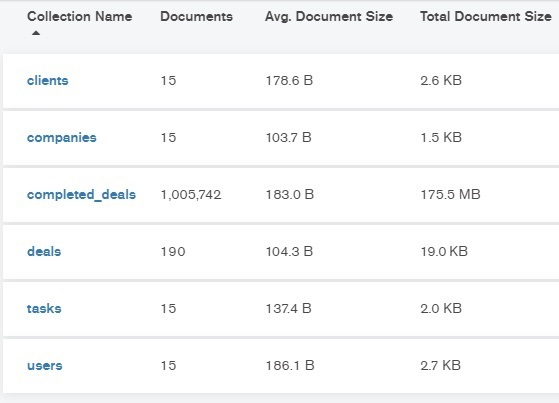 Collection Name Documents Avg. Document Size Total Document Size
clients 15 178.6 B 2.6 KB
companies 15 103.7 B 1.5 KB
completed_deals 1,005,742 183.0 B 175.5 MB
deals 190 104.3 B 19.0 KB
tasks 15 137.4 B 2.0 KB
users 15 186.1 B 2.7 KB